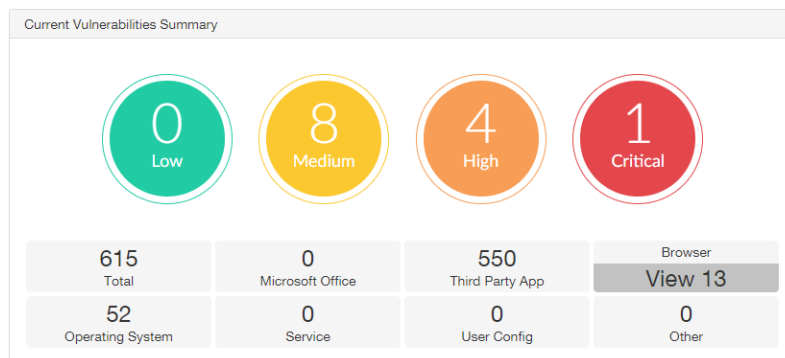 Current Vulnerabilities Summary
0
Low
8
Medium
4
High
1
Critical
615
Total
0
Microsoft Office
550
Third Party App
Browser
View 13
52
Operating System
0
Service
0
User Config
0
Other